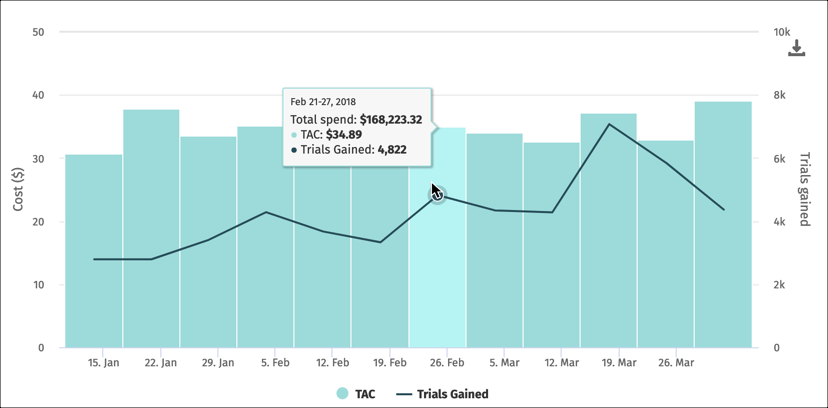 50
40
30
20
10
0
Cost ($)
10k
8k
6k
4k
2k
0
Trials gained
Feb 21-27, 2018
Total spend: $168,223.32
TAC: $34.89
Trials Gained: 4,822
15. Jan 22. Jan 29. Jan 5. Feb 12. Feb 19. Feb 26. Feb 5. Mar 12. Mar 19. Mar 26. Mar
TAC Trials Gained